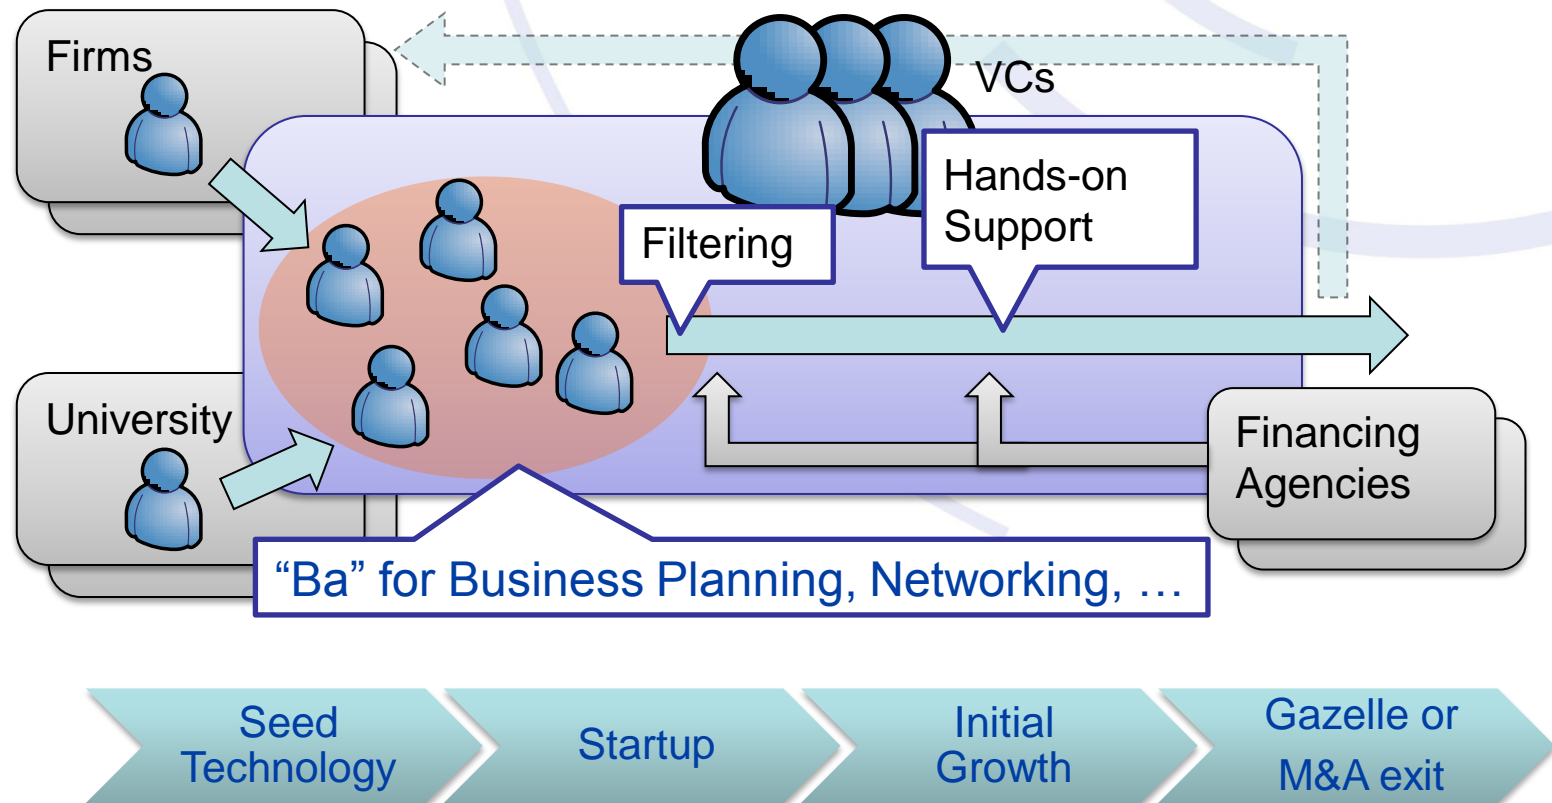 Firms
VCs
Hands-on
Support
Filtering
University
Financing
Agencies
“Ba” for Business Planning, Networking, …
Seed
Technology
Startup
Initial
Growth
Gazelle or
M&A exit